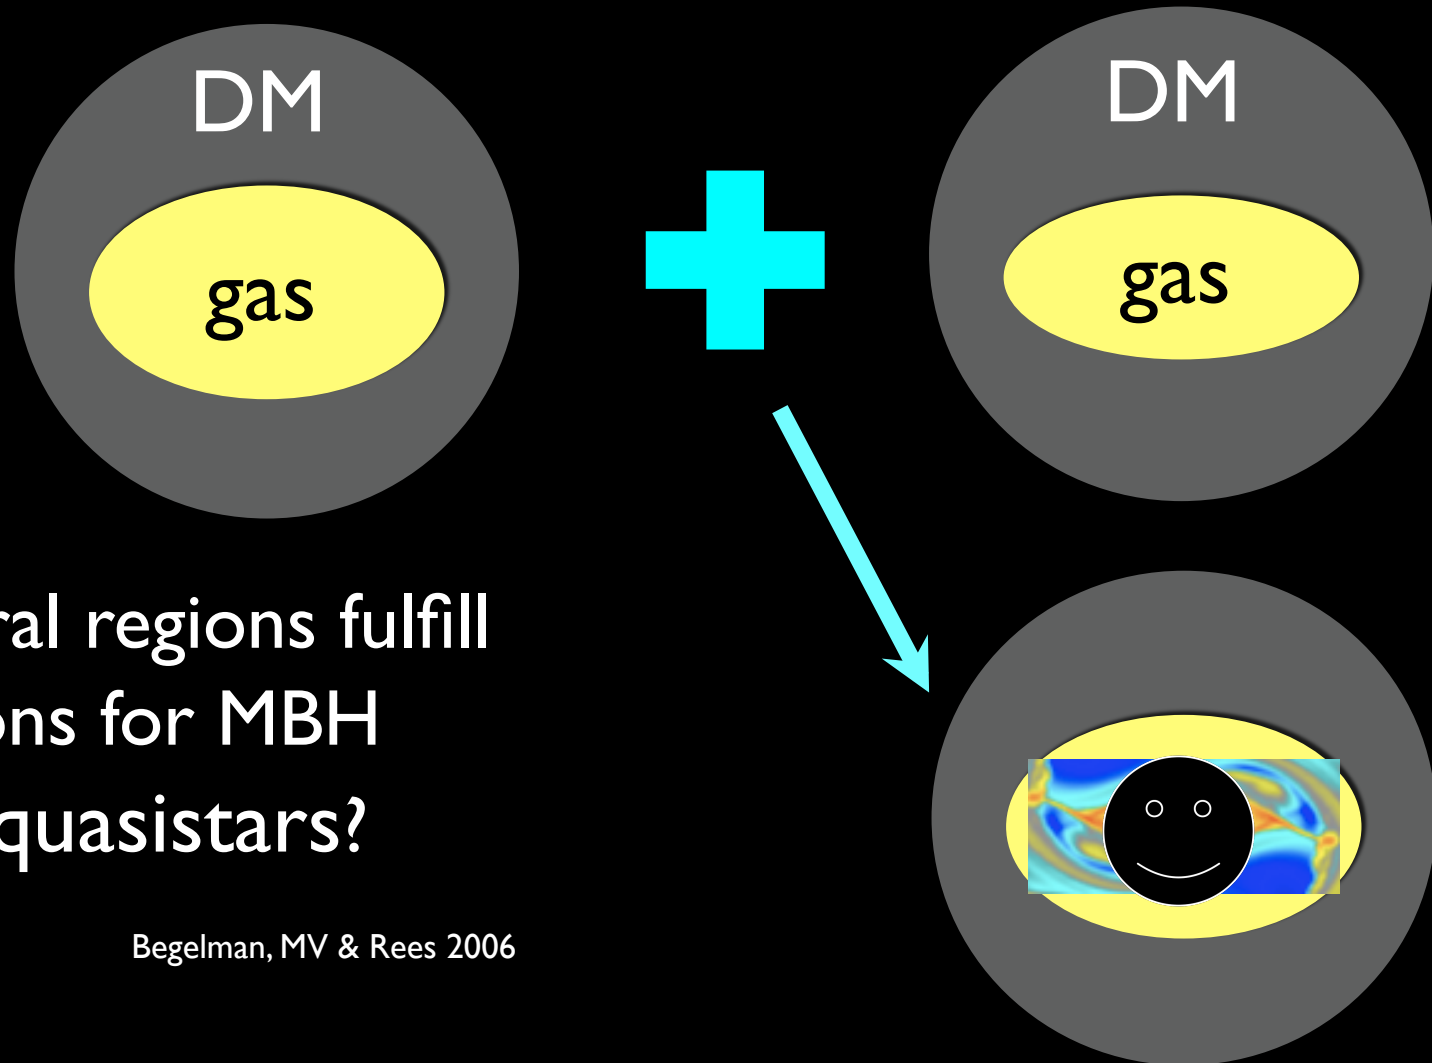 DM
DM
gas
gas
ral regions fulfill
ons for MBH
quasistars?
Begelman, MV & Rees 2006